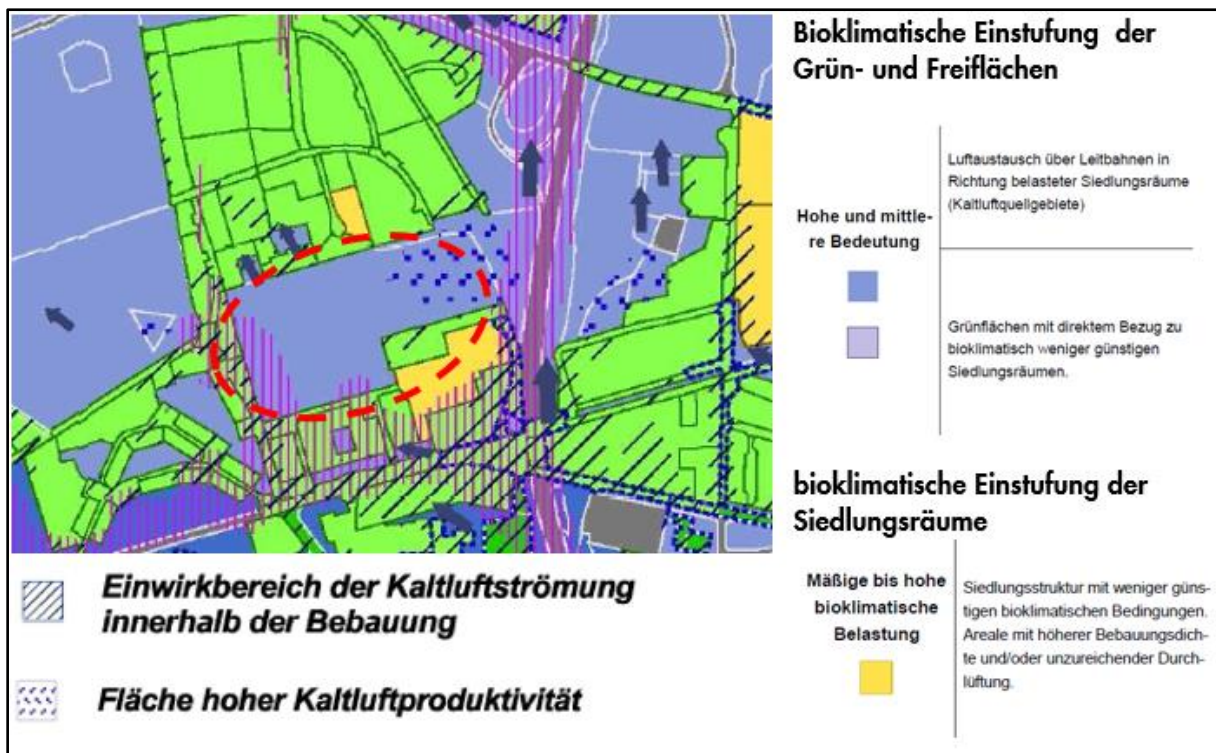 Bioklimatische Einstufung der
Grün- und Freiflächen
Hohe und mittle-
re Bedeutung
Luftaustausch über Leitbahnen in
Richtung belasteter Siedlungsräume
(Kaltluftquellgebiete)
Grünflächen mit direktem Bezug zu
bioklimatisch weniger günstigen
Siedlungsräumen.
bioklimatische Einstufung der
Siedlungsräume
Mäßige bis hohe
bioklimatische
Belastung
Siedlungsstruktur mit weniger güns-
tigen bioklimatischen Bedingungen.
Areale mit höherer Bebauungsdich-
te und/oder unzureichender Durch-
lüftung.
Einwirkbereich der Kaltluftströmung
innerhalb der Bebauung
Fläche hoher Kaltluftproduktivität